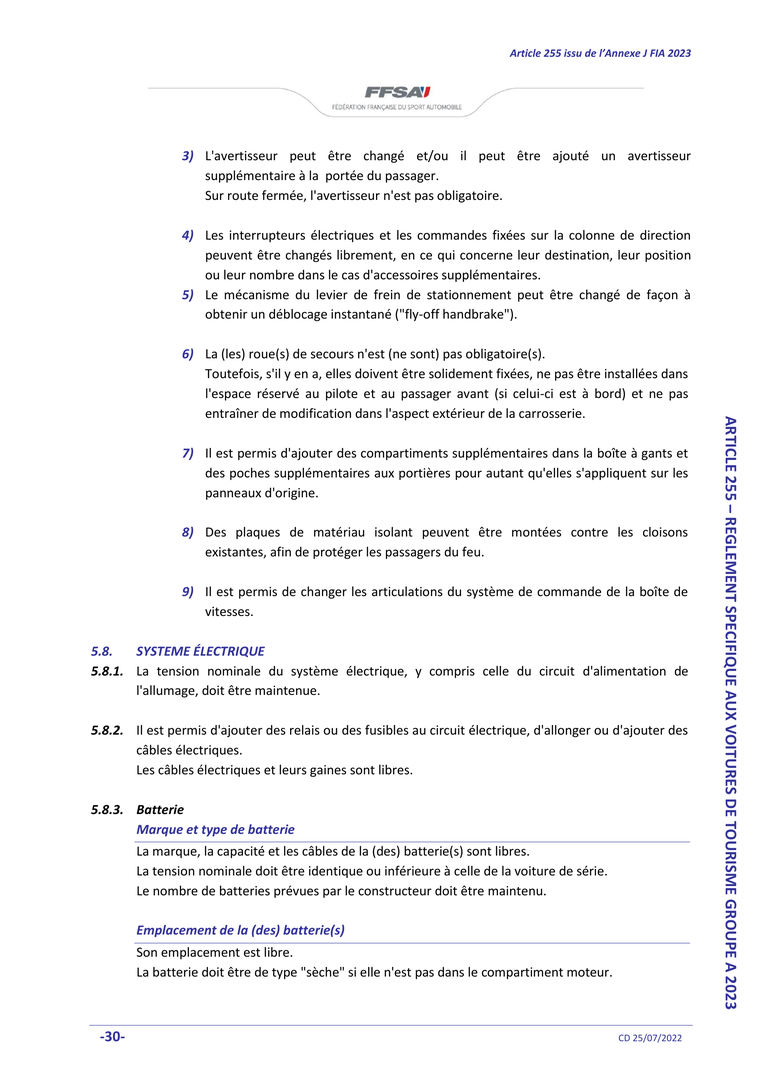 Article 255 issu de l'Annexe J FIA 2023
FFSA
FÉDÉRATION FRANÇAISE DU SPORT AUTOMOBILE
3) L'avertisseur peut être changé et/ou il peut être ajouté un avertisseur
supplémentaire à la portée du passager.
Sur route fermée, l'avertisseur n'est pas obligatoire.
4) Les interrupteurs électriques et les commandes fixées sur la colonne de direction
peuvent être changés librement, en ce qui concerne leur destination, leur position
ou leur nombre dans le cas d'accessoires supplémentaires.
5) Le mécanisme du levier de frein de stationnement peut être changé de façon à
obtenir un déblocage instantané ("fly-off handbrake").
6) La (les) roue(s) de secours n'est (ne sont) pas obligatoire(s).
Toutefois, s'il y en a, elles doivent être solidement fixées, ne pas être installées dans
l'espace réservé au pilote et au passager avant (si celui-ci est à bord) et ne pas
entraîner de modification dans l'aspect extérieur de la carrosserie.
7) Il est permis d'ajouter des compartiments supplémentaires dans la boîte à gants et
des poches supplémentaires aux portières pour autant qu'elles s'appliquent sur les
panneaux d'origine.
8) Des plaques de matériau isolant peuvent être montées contre les cloisons
existantes, afin de protéger les passagers du feu.
9) Il est permis de changer les articulations du système de commande de la boîte de
vitesses.
5.8. SYSTEME ÉLECTRIQUE
5.8.1. La tension nominale du système électrique, y compris celle du circuit d'alimentation de
l'allumage, doit être maintenue.
5.8.2. Il est permis d'ajouter des relais ou des fusibles au circuit électrique, d'allonger ou d'ajouter des
câbles électriques.
Les câbles électriques et leurs gaines sont libres.
5.8.3. Batterie
Marque et type de batterie
La marque, la capacité et les câbles de la (des) batterie(s) sont libres.
La tension nominale doit être identique ou inférieure à celle de la voiture de série.
Le nombre de batteries prévues par le constructeur doit être maintenu.
Emplacement de la (des) batterie(s)
Son emplacement est libre.
La batterie doit être de type "sèche" si elle n'est pas dans le compartiment moteur.
ARTICLE 255 – REGLEMENT SPECIFIQUE AUX VOITURES DE TOURISME GROUPE A 2023
-30-
CD 25/07/2022